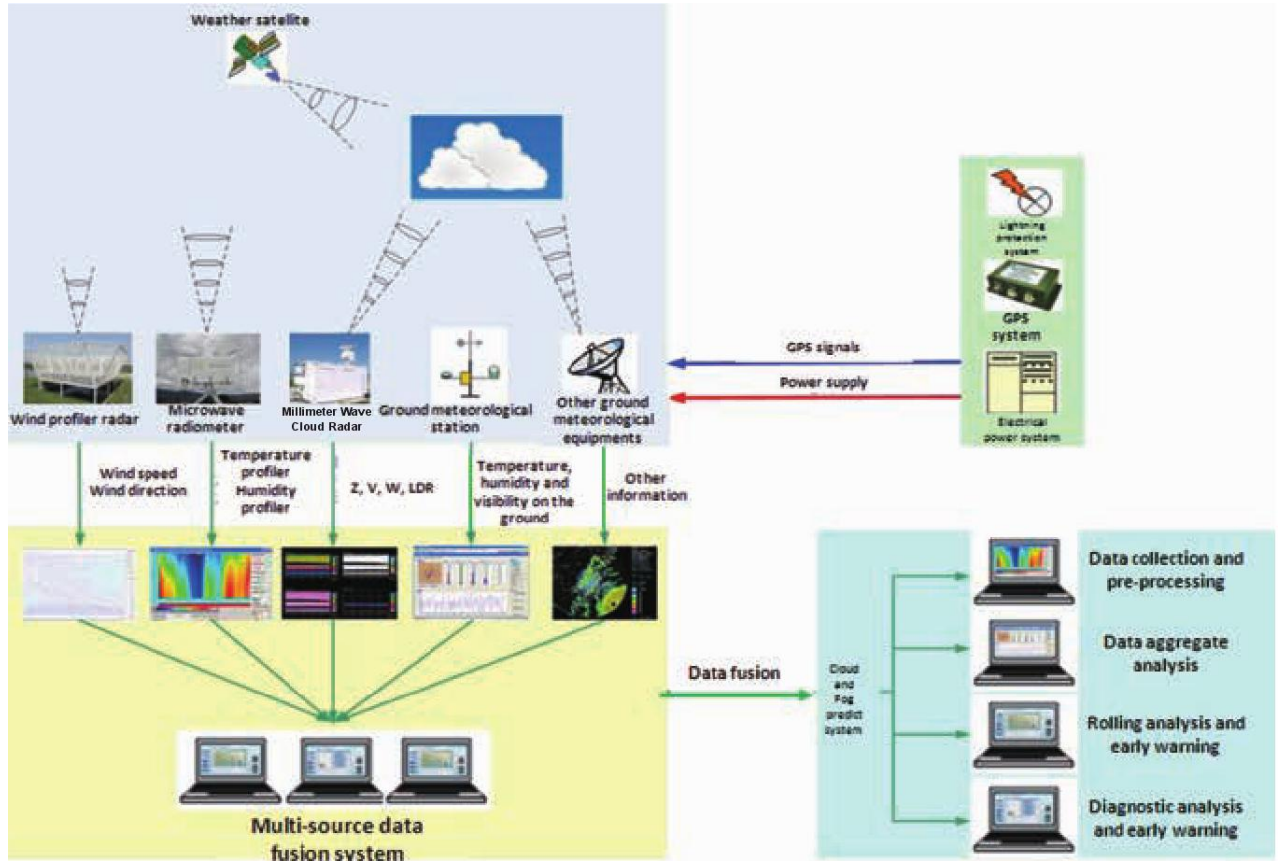 Weather satellite
Lightning
protection
system
GPS
system
Electrical
power system
GPS signals
Power supply
Wind profiler radar
Microwave
radiometer
Millimeter Wave
Cloud Radar
Ground meteorological
station
Other ground
meteorological
equipments
Wind speed
Wind direction
Temperature
profiler
Humidity
profiler
Z, V, W, LDR
Temperature,
humidity and
visibility on the
ground
Other
information
Data fusion
Cloud
and
Fog
predict
system
Data collection and
pre-processing
Data aggregate
analysis
Rolling analysis and
early warning
Diagnostic analysis
and early warning
Multi-source data
fusion system